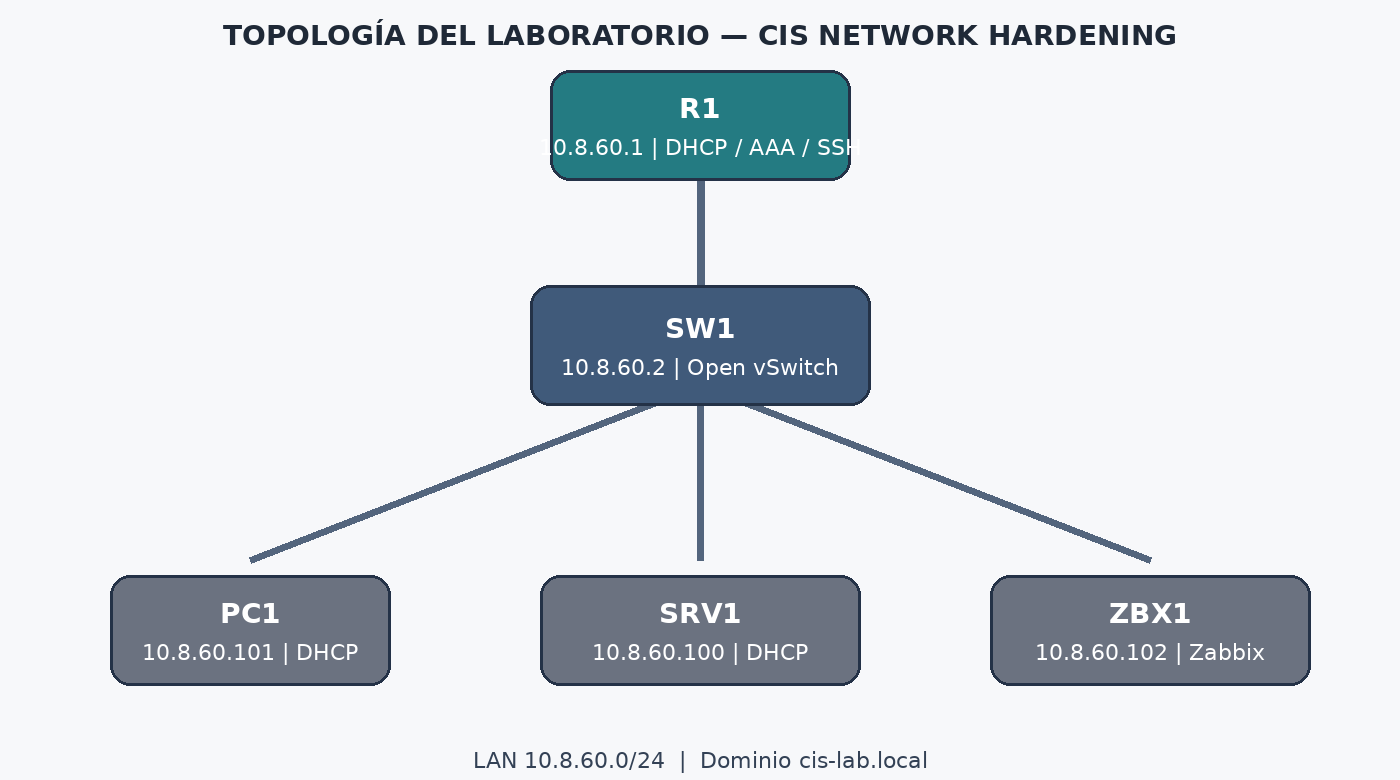 TOPOLOGÍA DEL LABORATORIO — CIS NETWORK HARDENING
R1
10.8.60.1 | DHCP / AAA / SSH
SW1
10.8.60.2 | Open vSwitch
PC1
10.8.60.101 | DHCP
SRV1
10.8.60.100 | DHCP
ZBX1
10.8.60.102 | Zabbix
LAN 10.8.60.0/24 | Dominio cis-lab.local